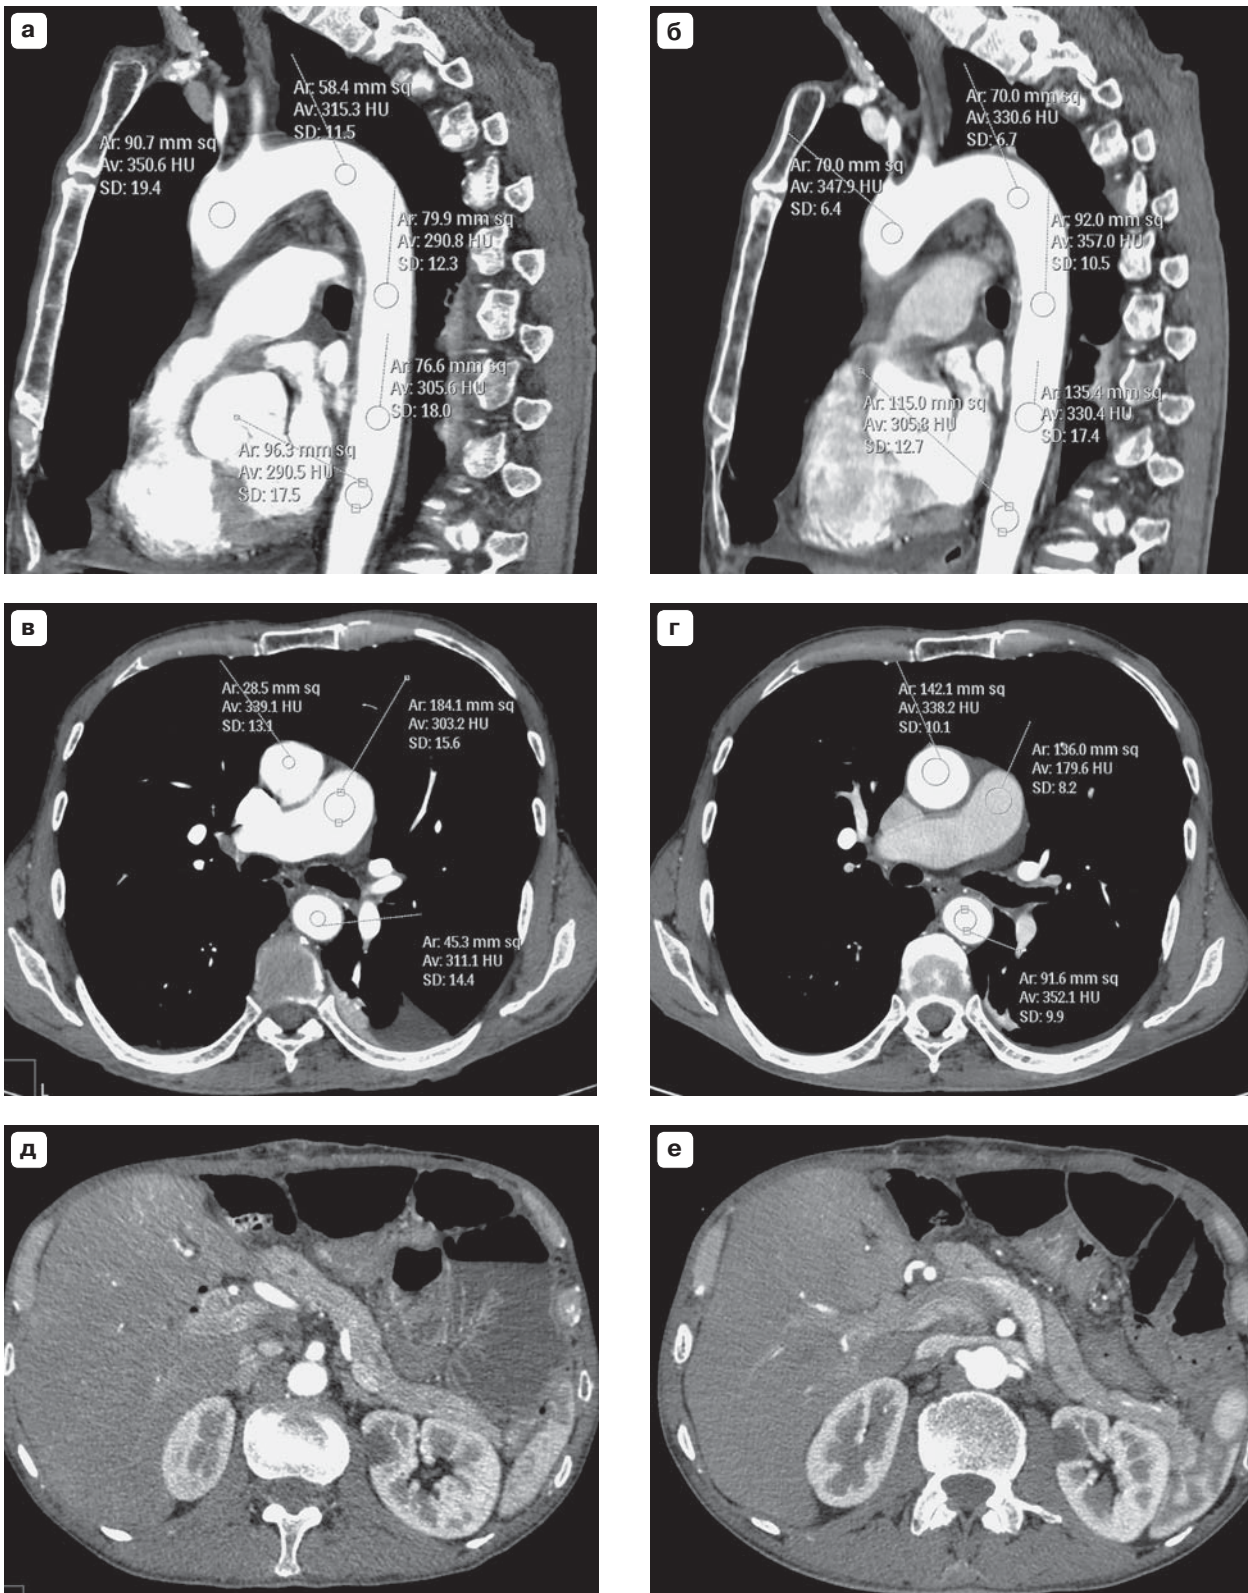 а
Ar: 58.4 mm sq
Av: 315.3 HU
SD: 11.5
Ar: 90.7 mm sq
Av: 350.6 HU
SD: 19.4
Ar: 79.9 mm sq
Av: 290.8 HU
SD: 12.3
Ar: 76.6 mm sq
Av: 305.6 HU
SD: 18.0
Ar: 96.3 mm sq
Av: 290.5 HU
SD: 17.5
б
Ar: 70.0 mm sq
Av: 330.6 HU
SD: 6.7
Ar: 70.0 mm sq
Av: 347.9 HU
SD: 6.4
Ar: 92.0 mm sq
Av: 357.0 HU
SD: 10.5
Ar: 135.4 mm sq
Av: 330.4 HU
SD: 17.4
Ar: 115.0 mm sq
Av: 305.8 HU
SD: 12.7
в
Ar: 28.5 mm sq
Av: 339.1 HU
SD: 13.1
Ar: 184.1 mm sq
Av: 303.2 HU
SD: 15.6
Ar: 45.3 mm sq
Av: 311.1 HU
SD: 14.4
L
г
Ar: 142.1 mm sq
Av: 338.2 HU
SD: 10.1
Ar: 136.0 mm sq
Av: 179.6 HU
SD: 8.2
Ar: 91.6 mm sq
Av: 352.1 HU
SD: 9.9
д
е